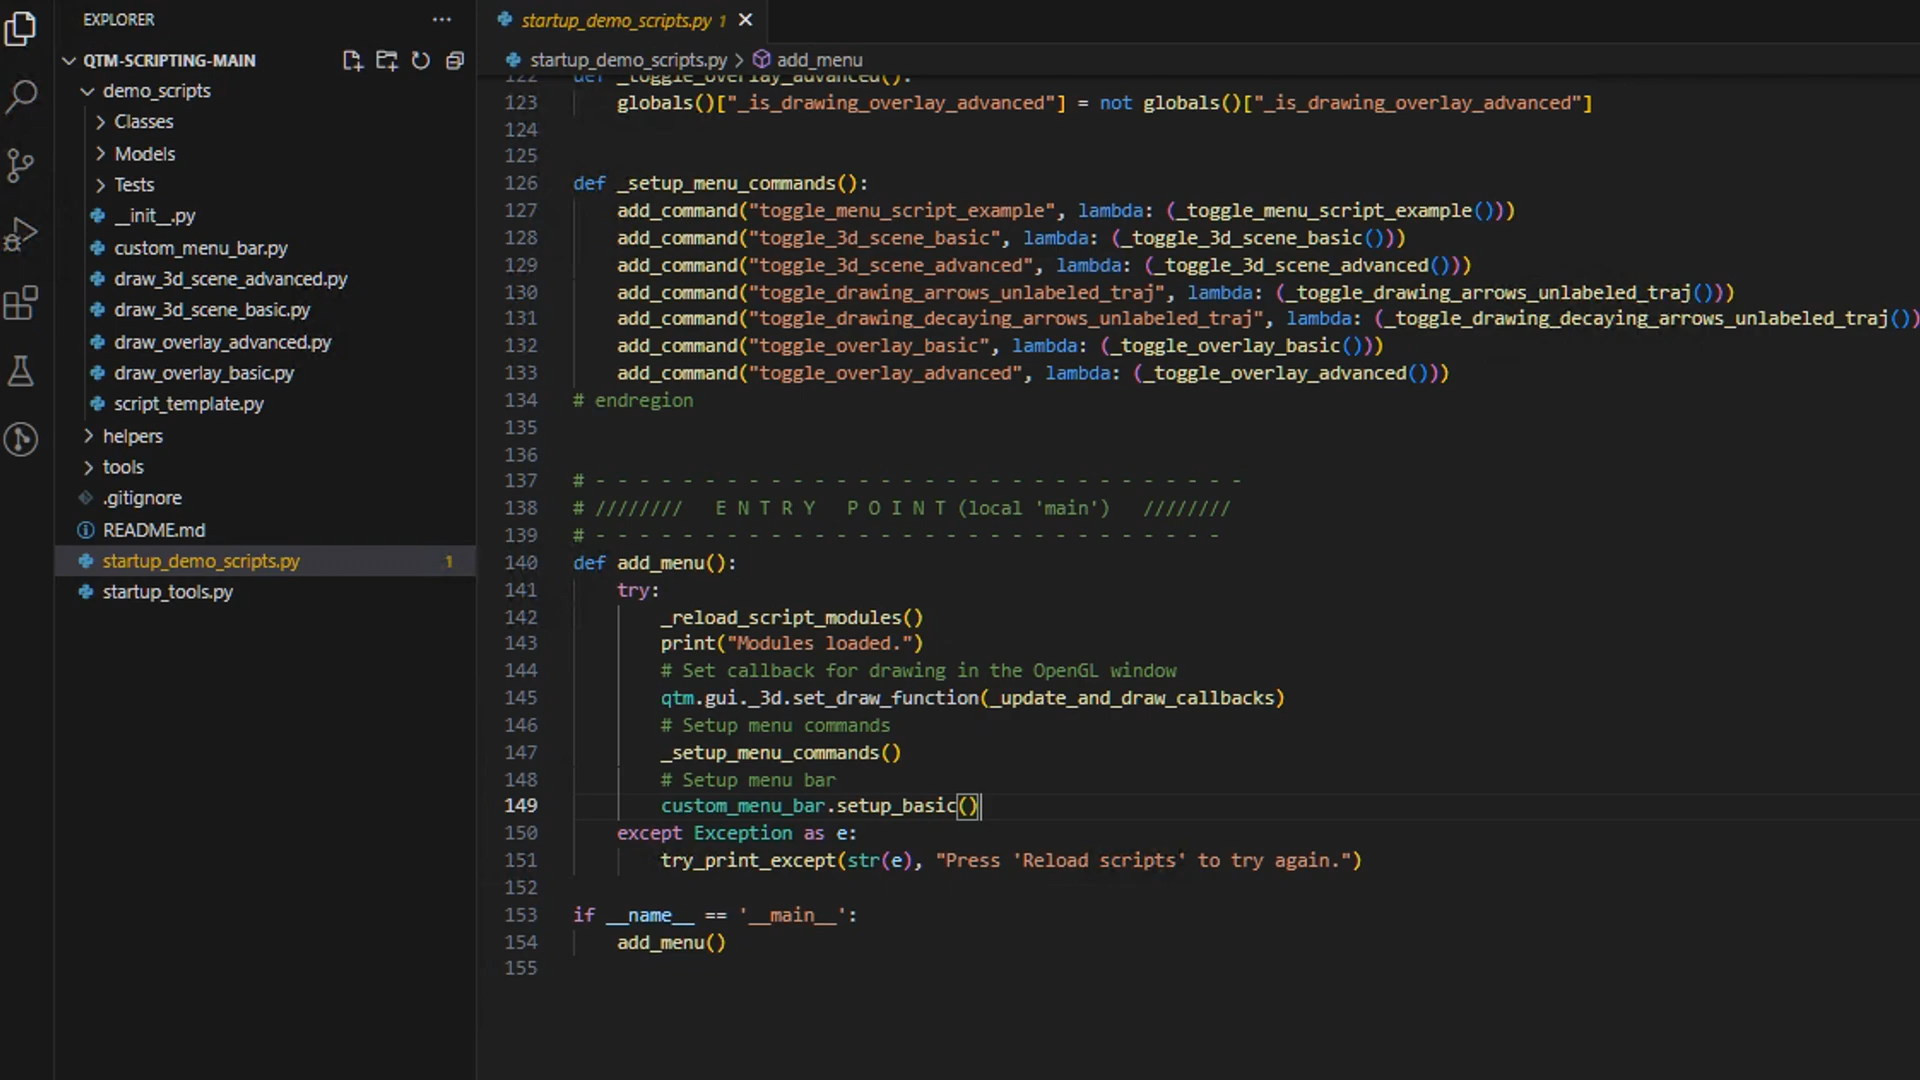 EXPLORER
QTM-SCRIPTING-MAIN
demo_scripts
Classes
Models
Tests
__init__.py
custom_menu_bar.py
draw_3d_scene_advanced.py
draw_3d_scene_basic.py
draw_overlay_advanced.py
draw_overlay_basic.py
script_template.py
helpers
tools
.gitignore
README.md
startup_demo_scripts.py 1
startup_tools.py
startup_demo_scripts.py 1
startup_demo_scripts.py > add_menu
122 def _toggle_overlay_advanced():
123 globals()["_is_drawing_overlay_advanced"] = not globals()["_is_drawing_overlay_advanced"]
124
125
126 def _setup_menu_commands():
127 add_command("toggle_menu_script_example", lambda: (_toggle_menu_script_example()))
128 add_command("toggle_3d_scene_basic", lambda: (_toggle_3d_scene_basic()))
129 add_command("toggle_3d_scene_advanced", lambda: (_toggle_3d_scene_advanced()))
130 add_command("toggle_drawing_arrows_unlabeled_traj", lambda: (_toggle_drawing_arrows_unlabeled_traj()))
131 add_command("toggle_drawing_decaying_arrows_unlabeled_traj", lambda: (_toggle_drawing_decaying_arrows_unlabeled_traj())
132 add_command("toggle_overlay_basic", lambda: (_toggle_overlay_basic()))
133 add_command("toggle_overlay_advanced", lambda: (_toggle_overlay_advanced()))
134 # endregion
135
136
137 # - - - - - - - - - - - - - - - - - - - - - - - - - - - - - -
138 # //////// E N T R Y P O I N T (local 'main') ////////
139 # - - - - - - - - - - - - - - - - - - - - - - - - - - - - -
140 def add_menu():
141 try:
142 _reload_script_modules()
143 print("Modules loaded.")
144 # Set callback for drawing in the OpenGL window
145 qtm.gui._3d.set_draw_function(_update_and_draw_callbacks)
146 # Setup menu commands
147 _setup_menu_commands()
148 # Setup menu bar
149 custom_menu_bar.setup_basic()
150 except Exception as e:
151 try_print_except(str(e), "Press 'Reload scripts' to try again.")
152
153 if __name__ == '__main__':
154 add_menu()
155